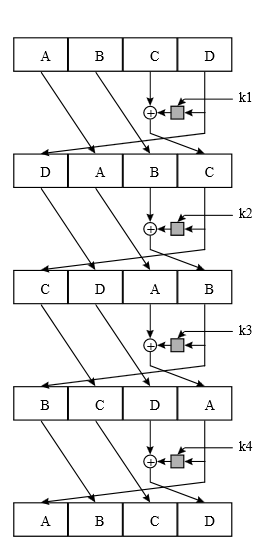 A B C D
k1
D A B C
k2
C D A B
k3
B C D A
k4
A B C D